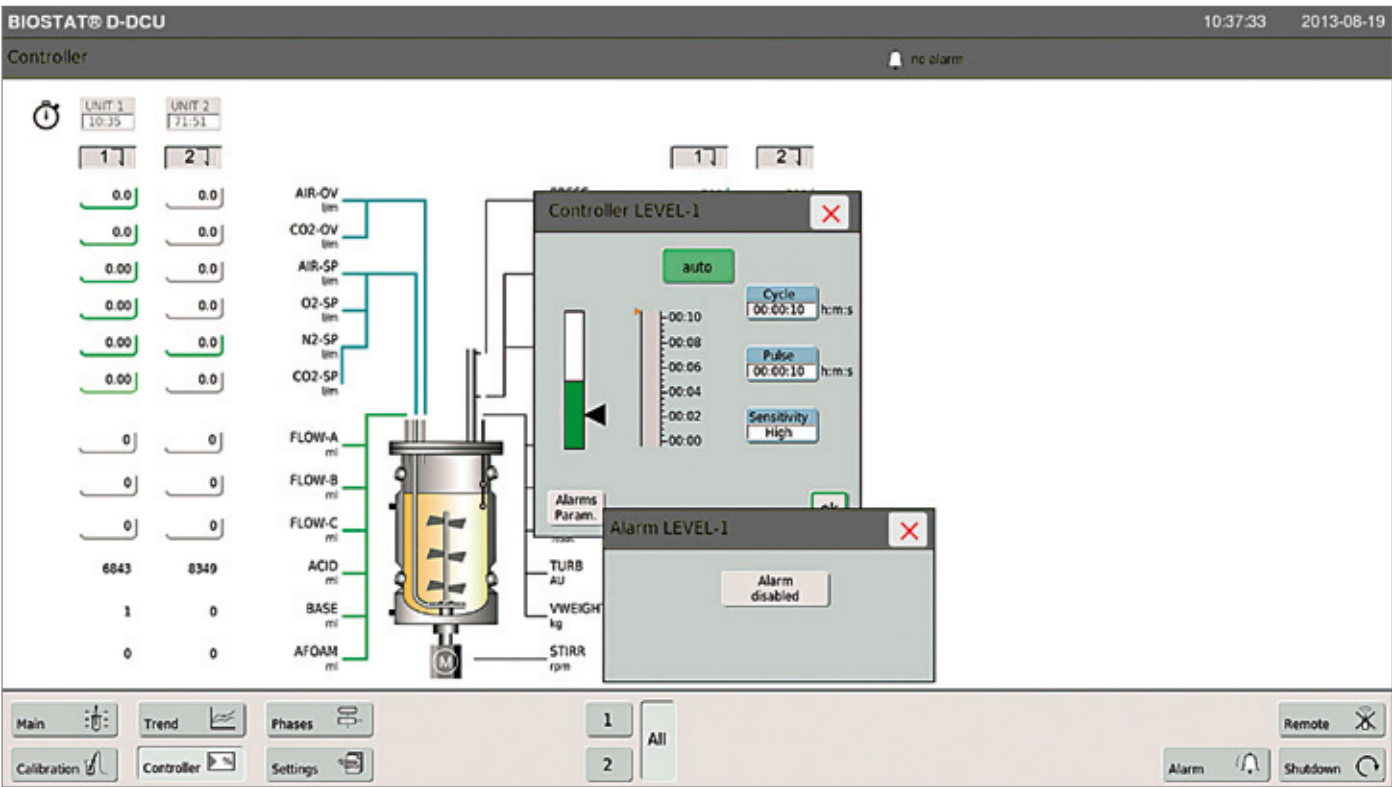 BIOSTAT® D-DCU 10:37:33 2013-08-19
Controller no alarm
UNIT 1 UNIT 2
10:35 71:51
1 2 1 2
0.0 0.0 AIR-OV
l/m
0.0 0.0 CO2-OV
l/m
0.00 0.0 AIR-SP
l/m
0.00 0.0 O2-SP
l/m
0.00 0.0 N2-SP
l/m
0.00 0.0 CO2-SP
l/m
0 0 FLOW-A
ml
0 0 FLOW-B
ml
0 0 FLOW-C
ml
6843 8349 ACID
ml
1 0 BASE
ml
0 0 AFOAM
ml
M
TURB
AU
VWEIGH
kg
STIRR
rpm
Controller LEVEL-1
auto
Cycle
00:00:10 h:m:s
Pulse
00:00:10 h:m:s
Sensitivity
High
00:10
00:08
00:06
00:04
00:02
00:00
Alarms
Param.
ok
Alarm LEVEL-1
Alarm
disabled
Main Trend Phases 1 All Remote
Calibration Controller Settings 2 Alarm Shutdown